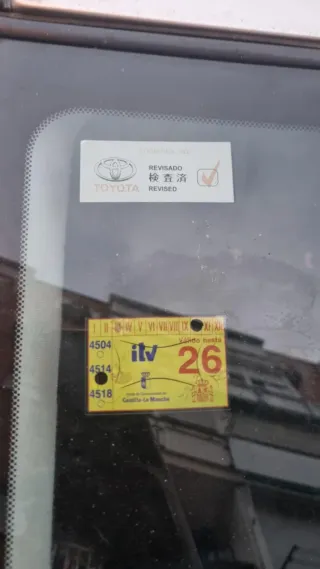 REVISADO
検査済
REVISED
TOYOTA
I II IV V VI VII VIII IX XI XII
4504
4514
4518
itv
Válido hasta
26
Castilla-La Mancha